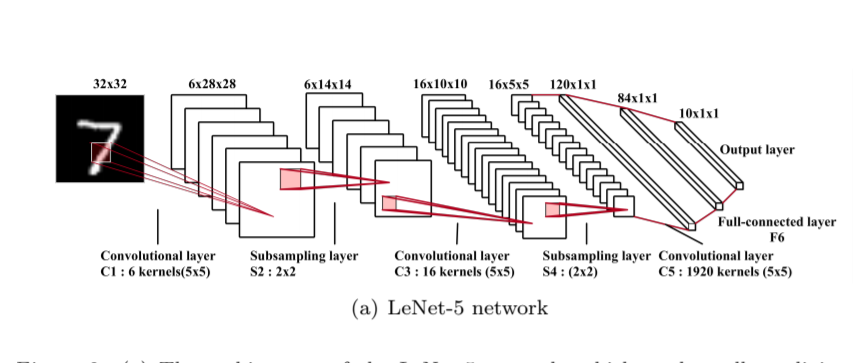 32x32
6x28x28
6x14x14
16x10x10
16x5x5
120x1x1
84x1x1
10x1x1
Output layer
Full-connected layer
F6
Convolutional layer
C1 : 6 kernels(5x5)
Subsampling layer
S2 : 2x2
Convolutional layer
C3 : 16 kernels (5x5)
Subsampling layer
S4 : (2x2)
Convolutional layer
C5 : 1920 kernels (5x5)
(a) LeNet-5 network